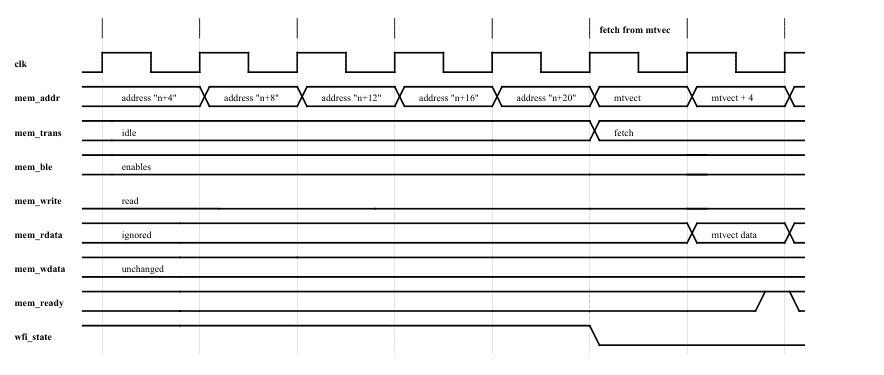 fetch from mtvec
clk
mem_addr address "n+4" address "n+8" address "n+12" address "n+16" address "n+20" mtvect mtvect + 4
mem_trans idle fetch
mem_ble enables
mem_write read
mem_rdata ignored mtvect data
mem_wdata unchanged
mem_ready
wfi_state